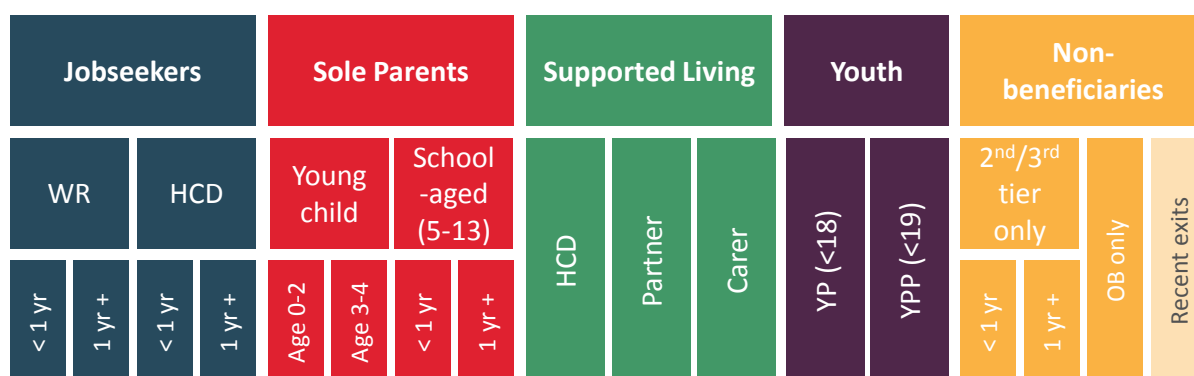 Jobseekers
Sole Parents
Supported Living
Youth
Non-
beneficiaries
WR
HCD
Young
child
School
-aged
(5-13)
HCD
Partner
Carer
YP (<18)
YPP (<19)
2nd/3rd
tier
only
OB only
Recent exits
< 1 yr
1 yr +
< 1 yr
1 yr +
Age 0-2
Age 3-4
< 1 yr
1 yr +
< 1 yr
1 yr +